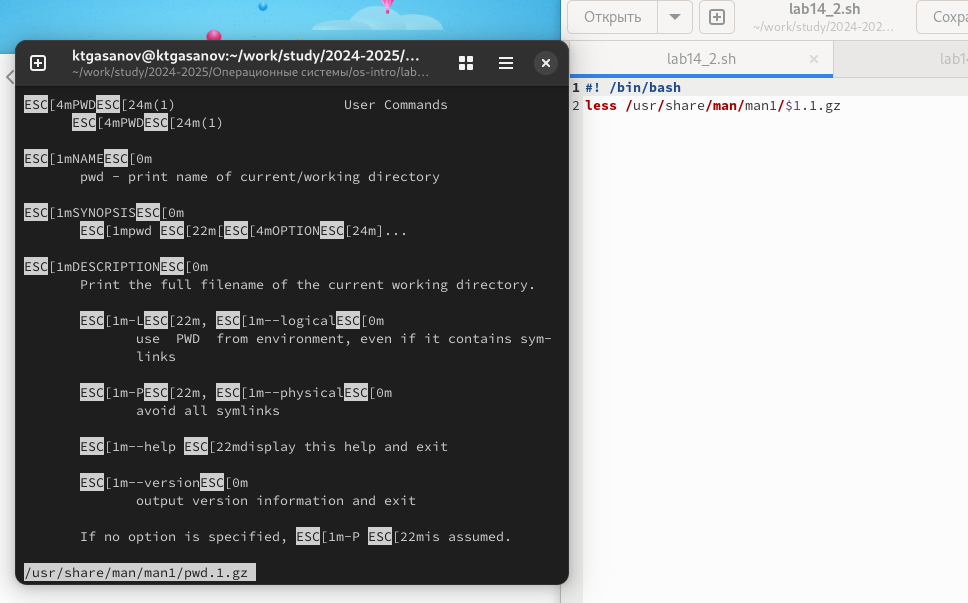 ktgasanov@ktgasanov:~/work/study/2024-2025/...
~/work/study/2024-2025/Операционные системы/os-intro/lab...
ESC[4mPWDESC[24m(1) User Commands
ESC[4mPWDESC[24m(1)
ESC[1mNAMEESC[0m
pwd - print name of current/working directory
ESC[1mSYNOPSISESC[0m
ESC[1mpwd ESC[22m[ESC[4mOPTIONESC[24m]...
ESC[1mDESCRIPTIONESC[0m
Print the full filename of the current working directory.
ESC[1m-LESC[22m, ESC[1m--logicalESC[0m
use PWD from environment, even if it contains sym-
links
ESC[1m-PESC[22m, ESC[1m--physicalESC[0m
avoid all symlinks
ESC[1m--help ESC[22mdisplay this help and exit
ESC[1m--versionESC[0m
output version information and exit
If no option is specified, ESC[1m-P ESC[22mis assumed.
/usr/share/man/man1/pwd.1.gz
Открыть
lab14_2.sh
~/work/study/2024-202...
Сохра
lab14_2.sh
lab14
1 #! /bin/bash
2 less /usr/share/man/man1/$1.1.gz